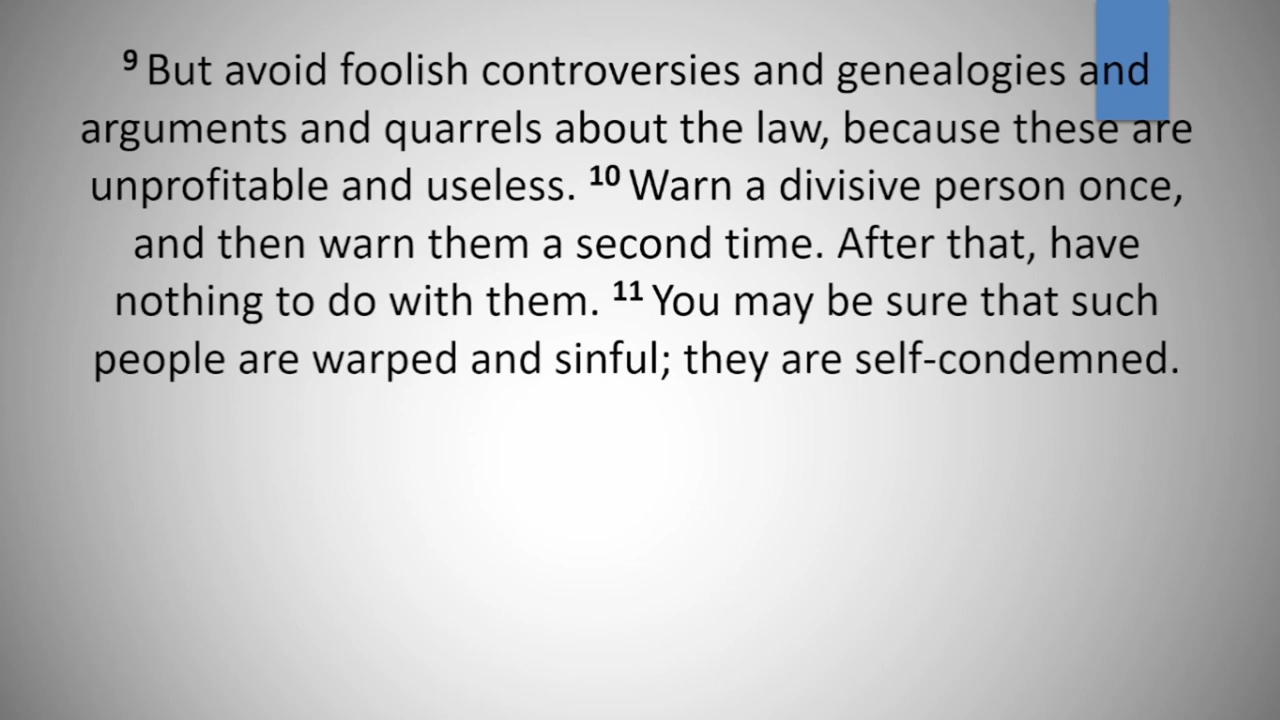 9 But avoid foolish controversies and genealogies and
arguments and quarrels about the law, because these are
unprofitable and useless. 10 Warn a divisive person once,
and then warn them a second time. After that, have
nothing to do with them. 11 You may be sure that such
people are warped and sinful; they are self-condemned.